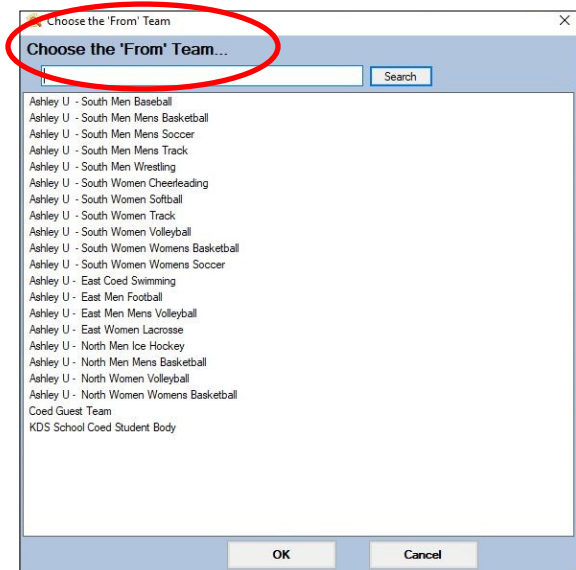 Choose the 'From' Team
Choose the 'From' Team...
Search
Ashley U - South Men Baseball
Ashley U - South Men Mens Basketball
Ashley U - South Men Mens Soccer
Ashley U - South Men Mens Track
Ashley U - South Men Wrestling
Ashley U - South Women Cheerleading
Ashley U - South Women Softball
Ashley U - South Women Track
Ashley U - South Women Volleyball
Ashley U - South Women Womens Basketball
Ashley U - South Women Womens Soccer
Ashley U - East Coed Swimming
Ashley U - East Men Football
Ashley U - East Men Mens Volleyball
Ashley U - East Women Lacrosse
Ashley U - North Men Ice Hockey
Ashley U - North Men Mens Basketball
Ashley U - North Women Volleyball
Ashley U - North Women Womens Basketball
Coed Guest Team
KDS School Coed Student Body
OK Cancel